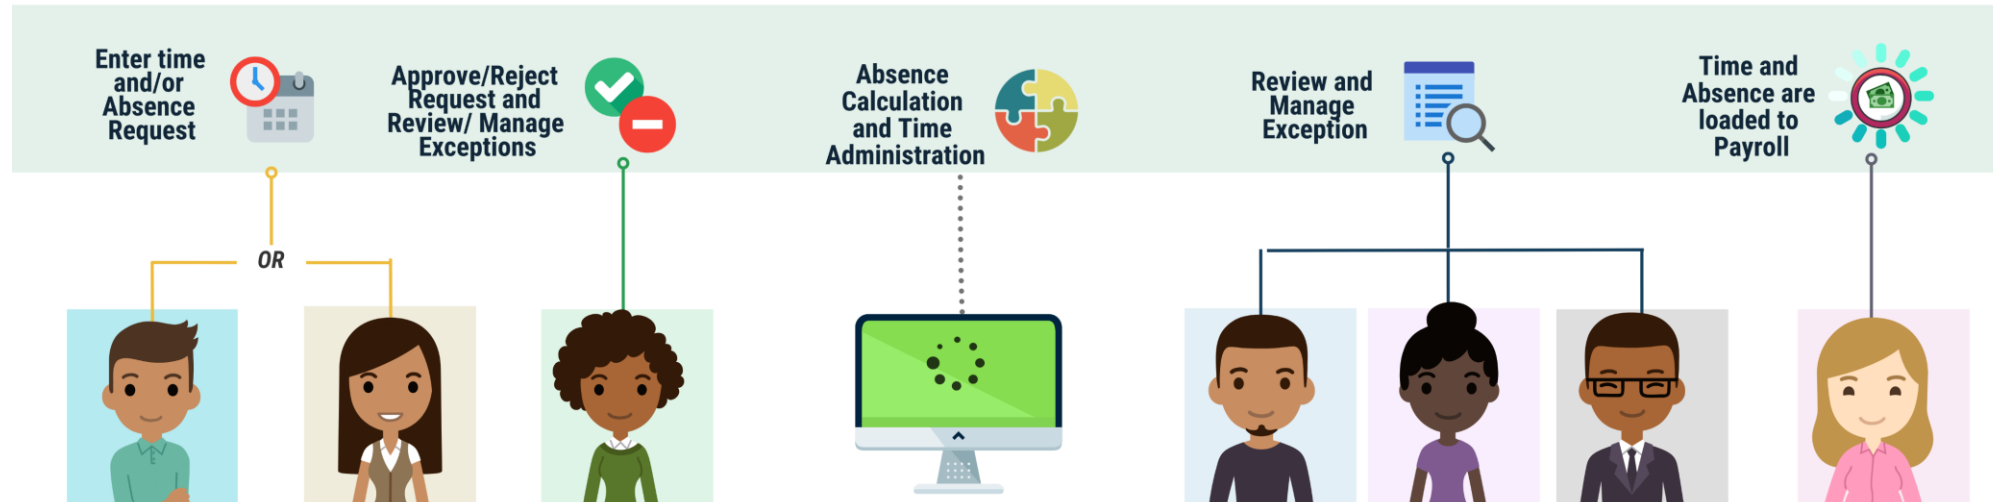 Enter time
and/or
Absence
Request
Approve/Reject
Request and
Review/ Manage
Exceptions
Absence
Calculation
and Time
Administration
Review and
Manage
Exception
Time and
Absence are
loaded to
Payroll
OR